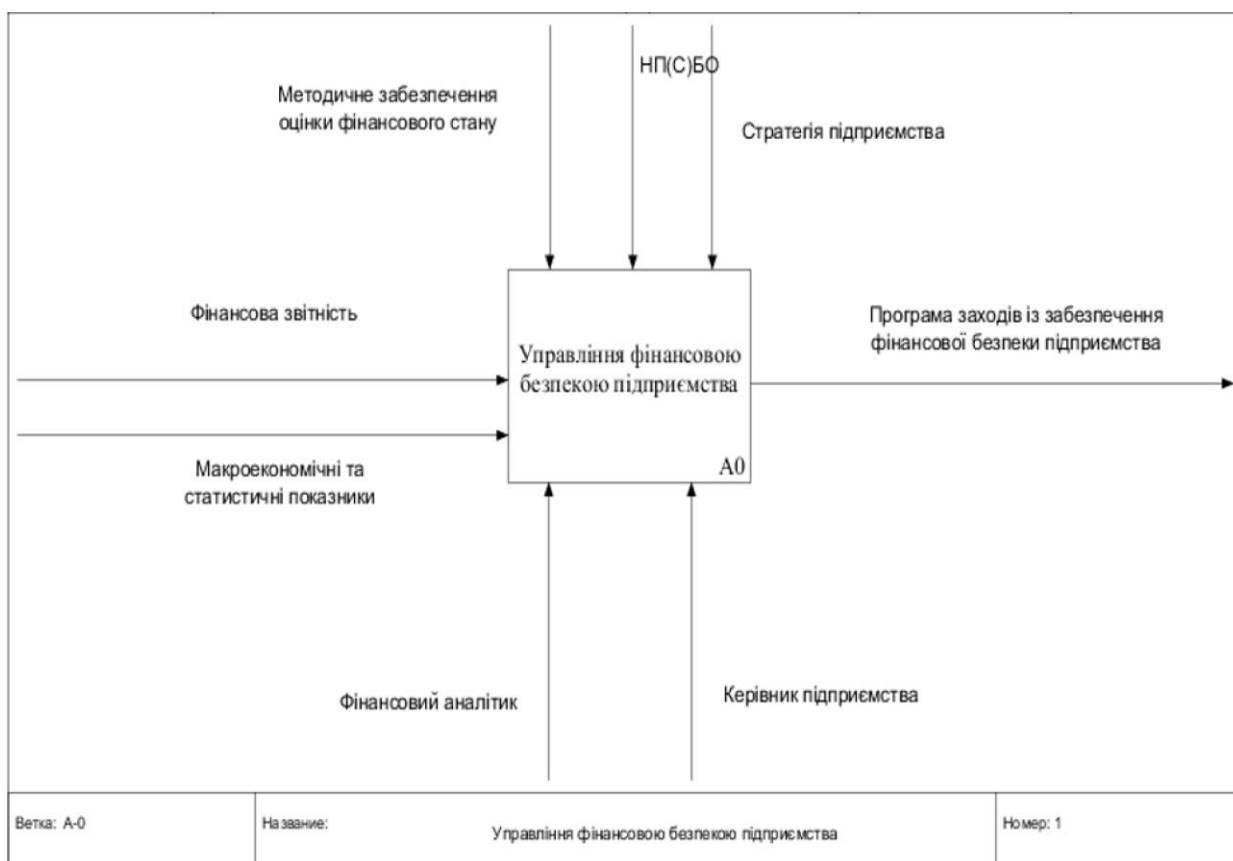 НП(С)БО
Методичне забезпечення
оцінки фінансового стану
Стратегія підприємства
Фінансова звітність
Програма заходів із забезпечення
фінансової безпеки підприємства
Управління фінансовою
безпекою підприємства
A0
Макроекономічні та
статистичні показники
Фінансовий аналітик
Керівник підприємства
Ветка: A-0
Название:
Управління фінансовою безпекою підприємства
Номер: 1